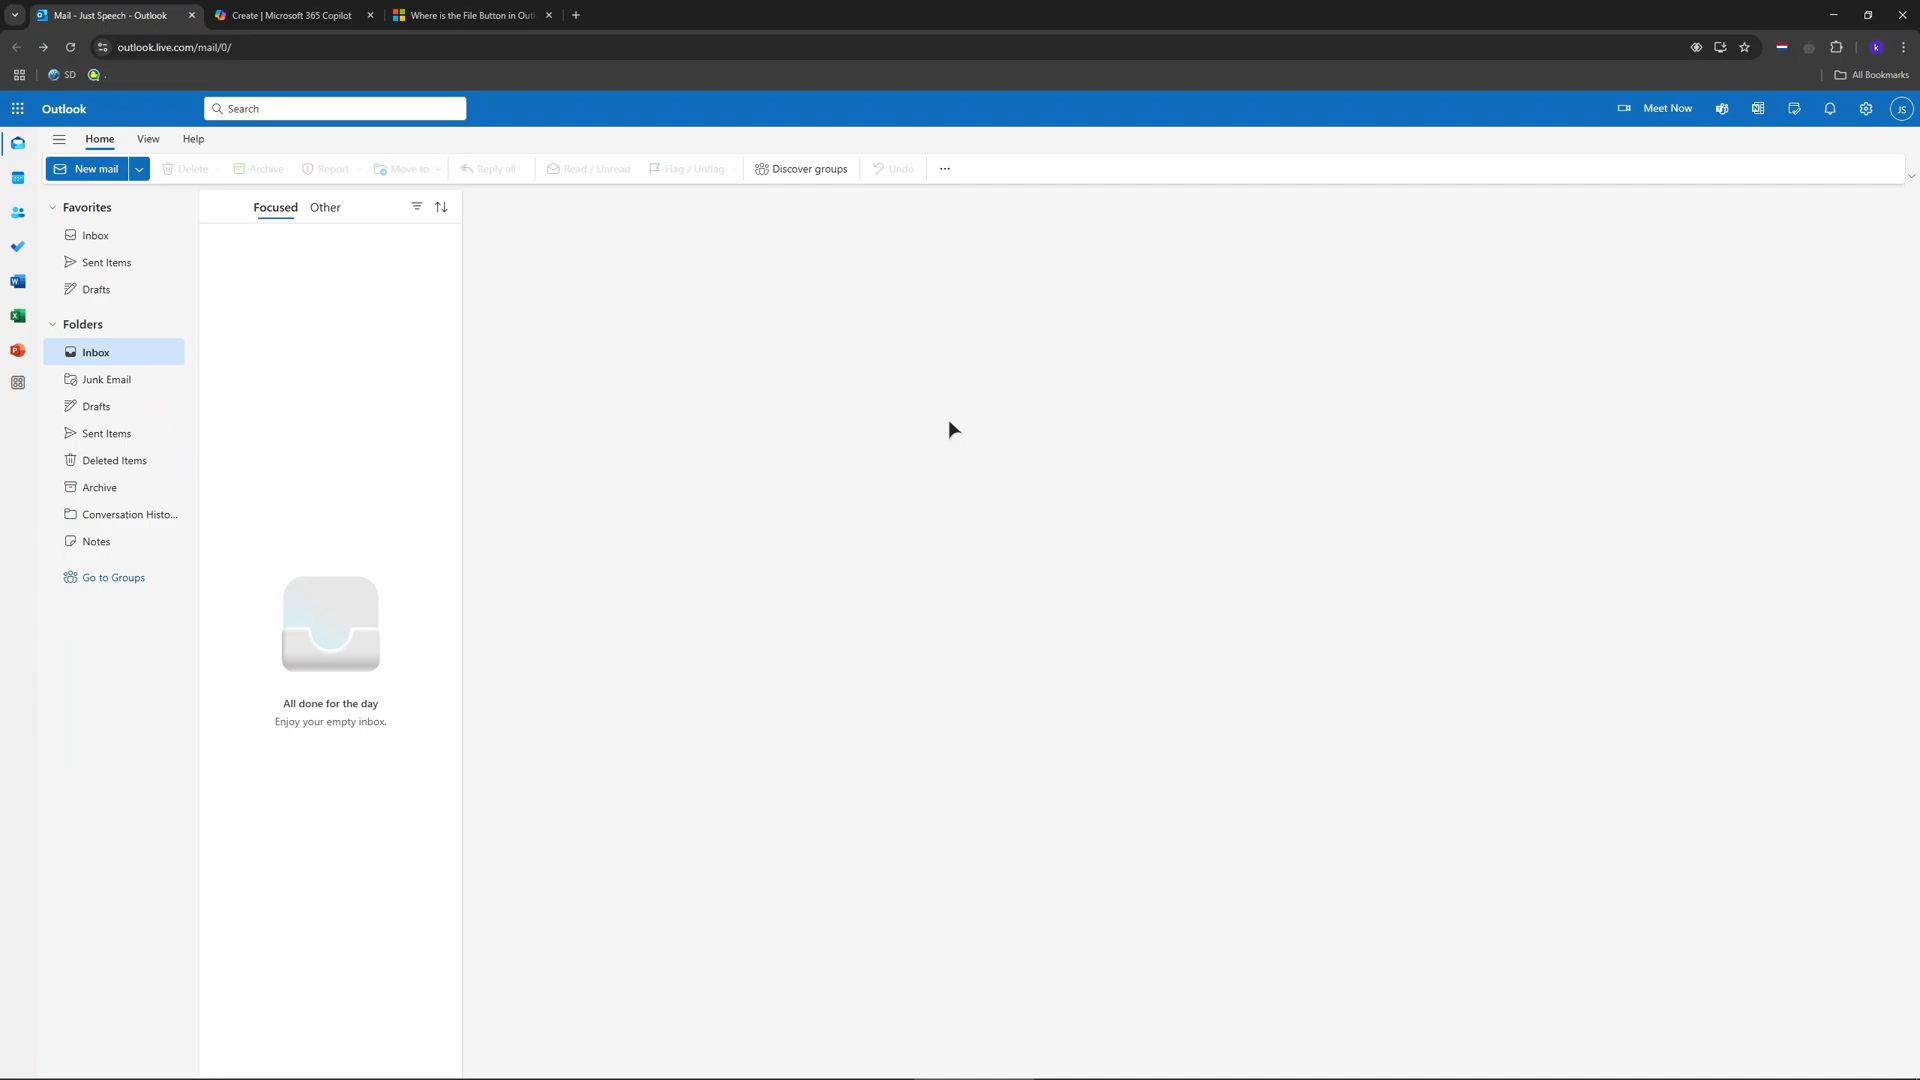 Mail - Just Speech - Outlook
Create | Microsoft 365 Copilot
Where is the File Button in Outl
outlook.live.com/mail/0/
k
SD
.
All Bookmarks
Outlook
Search
Meet Now
JS
Home View Help
New mail Delete Archive Report Move to Reply all Read / Unread Flag / Unflag Discover groups Undo ...
Favorites
Inbox
Sent Items
Drafts
Folders
Inbox
Junk Email
Drafts
Sent Items
Deleted Items
Archive
Conversation Histo...
Notes
Go to Groups
Focused Other
All done for the day
Enjoy your empty inbox.